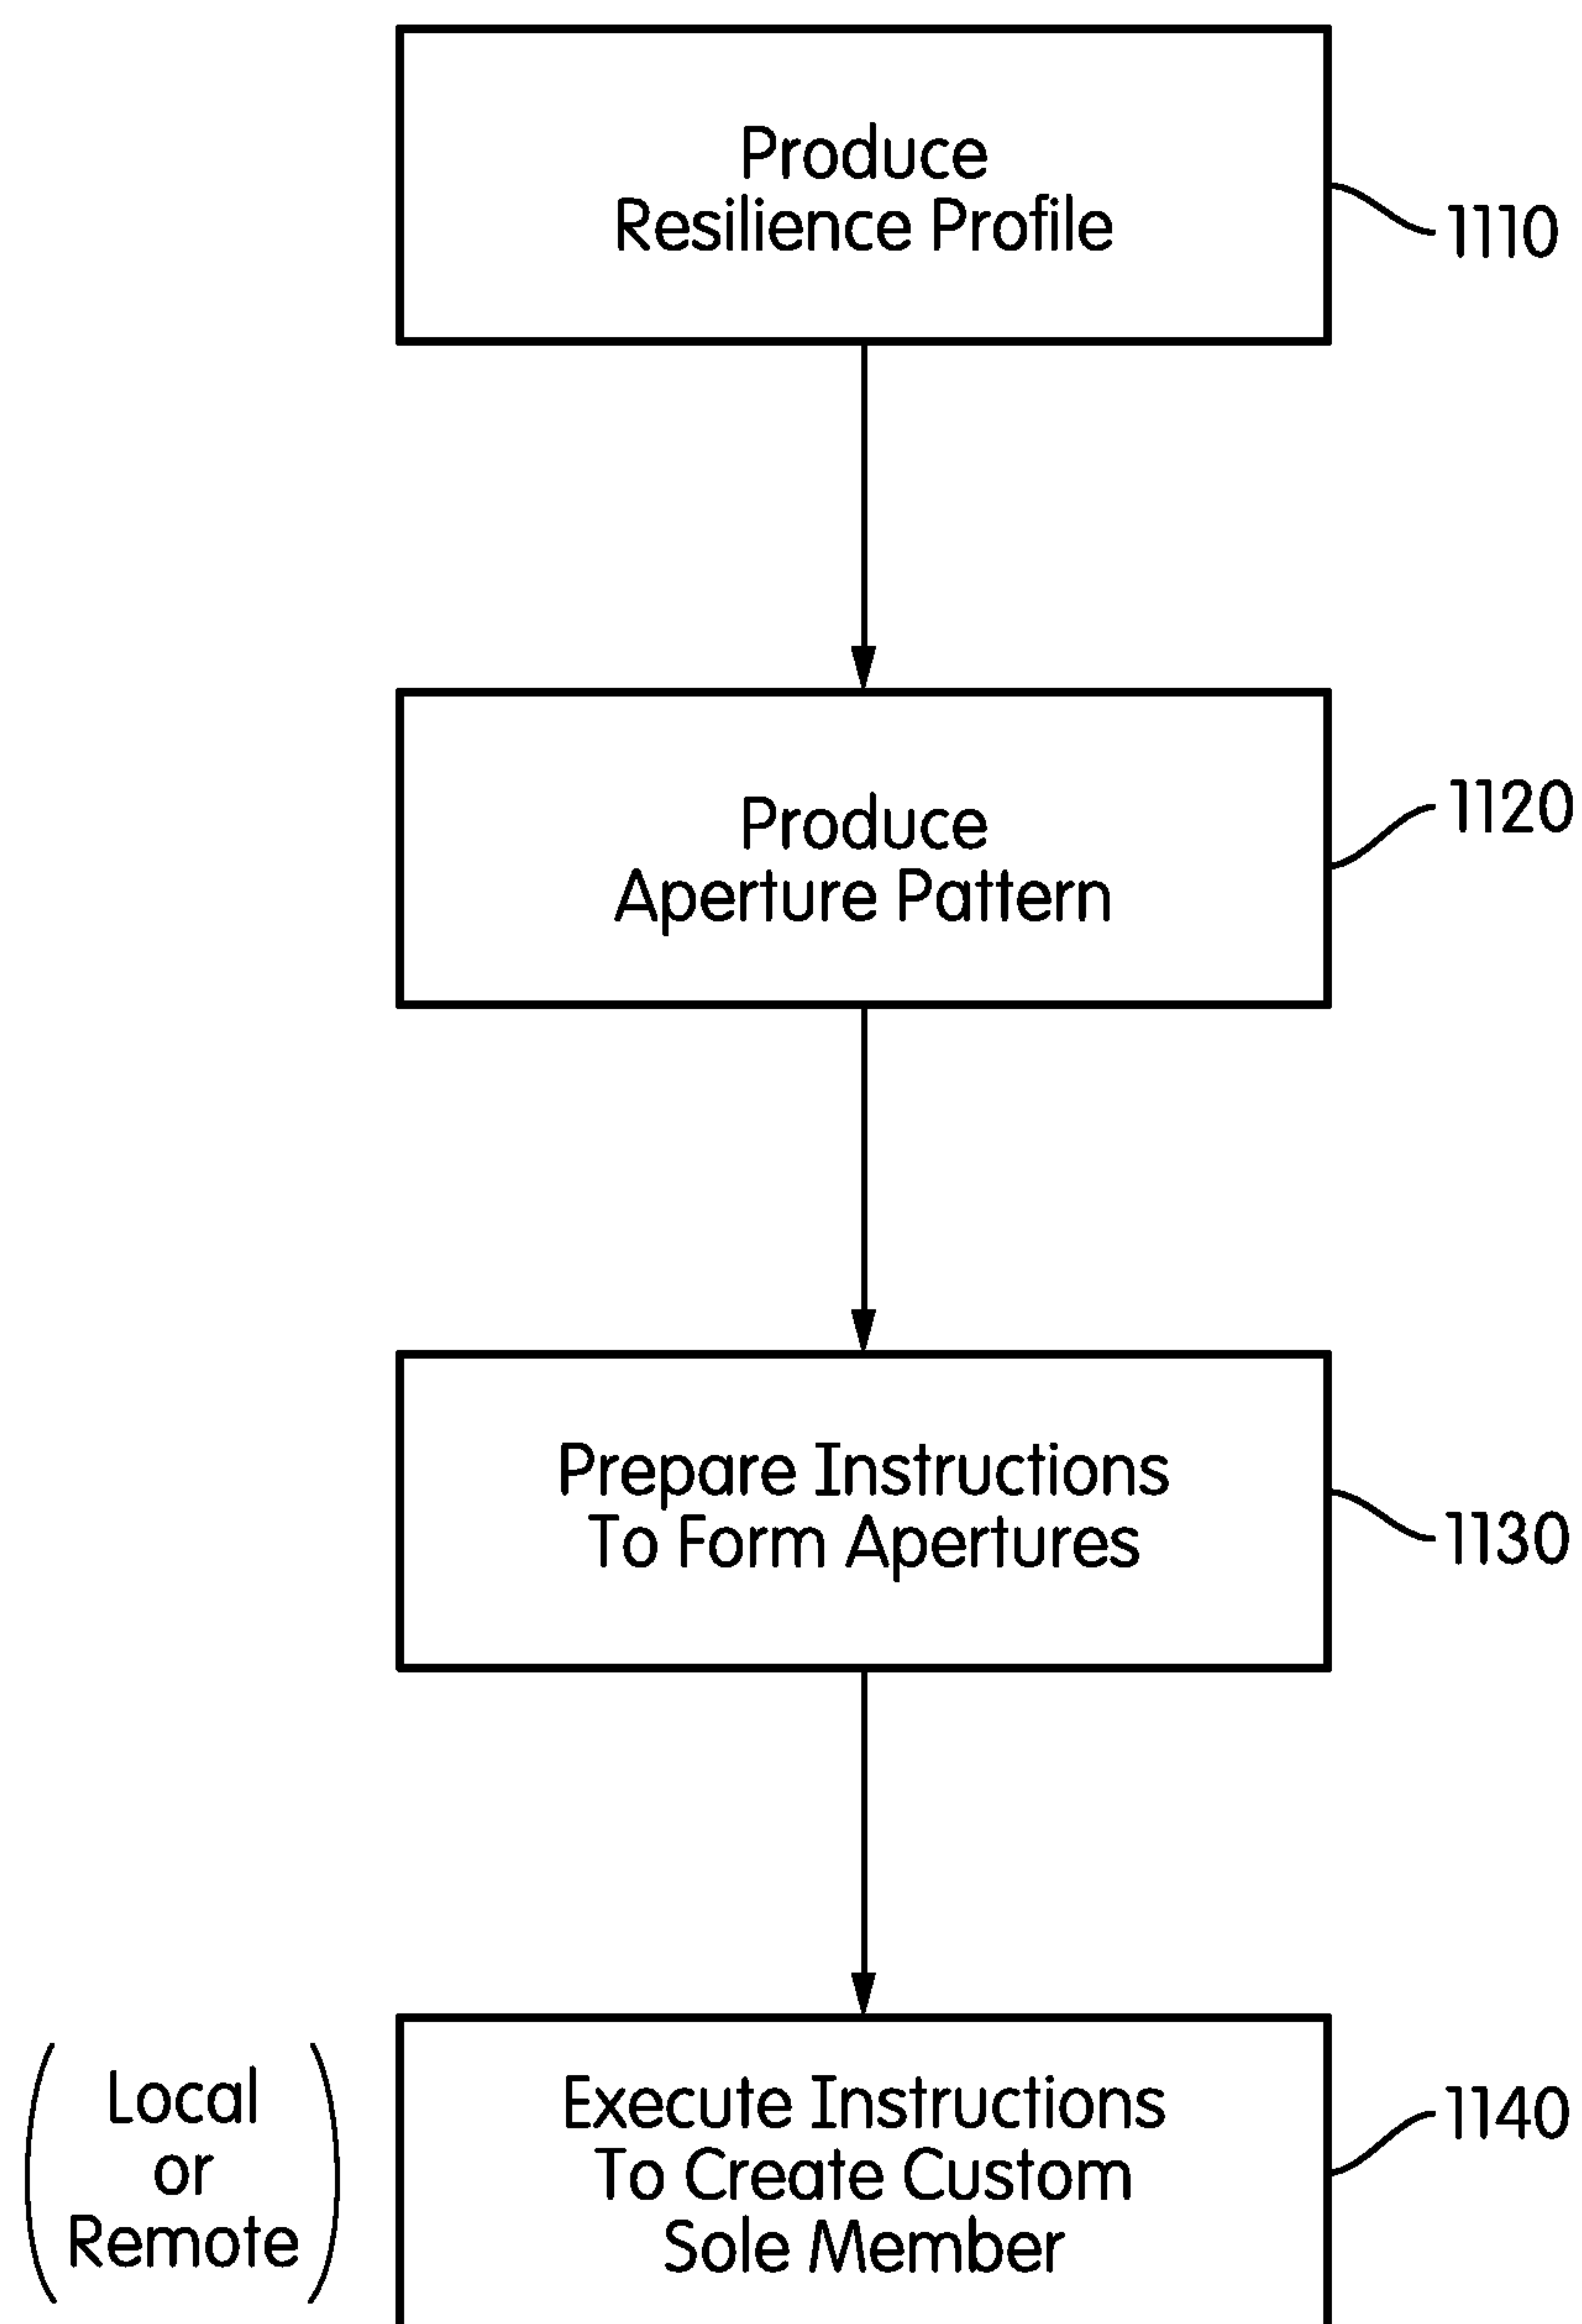 Produce
Resilience Profile
1110
Produce
Aperture Pattern
1120
Prepare Instructions
To Form Apertures
1130
Local
or
Remote
Execute Instructions
To Create Custom
Sole Member
1140